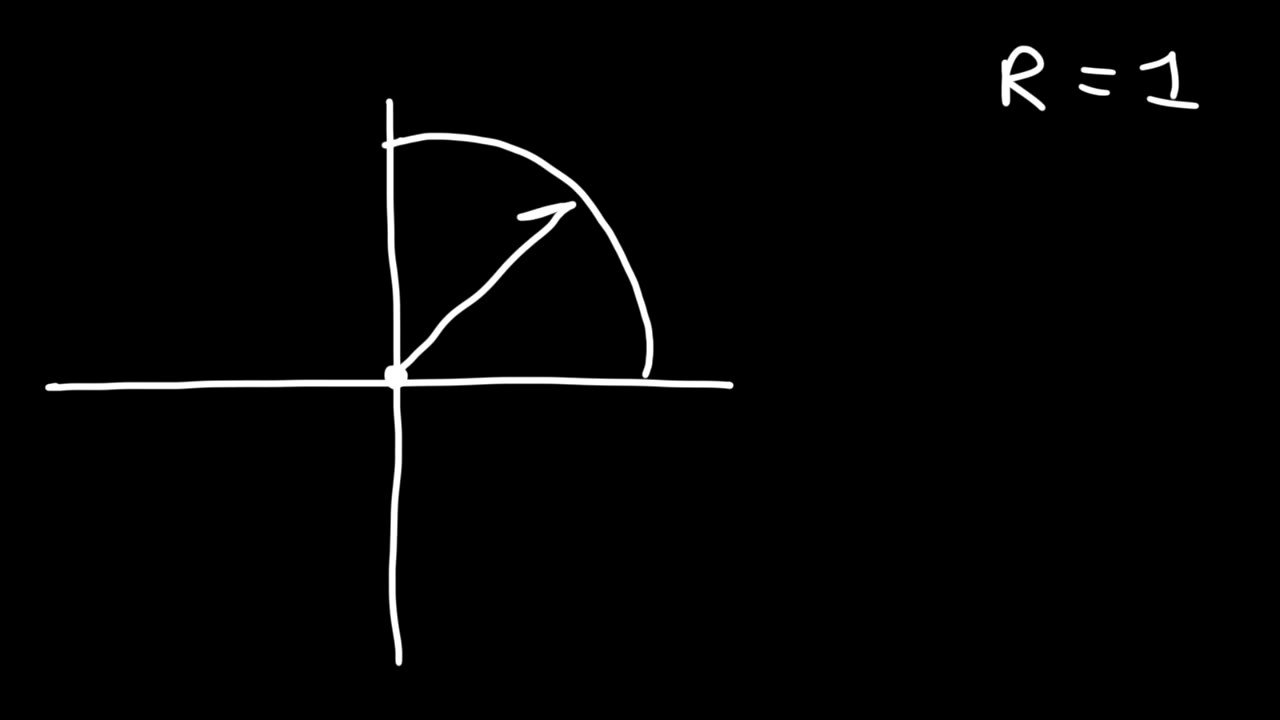 R = 1